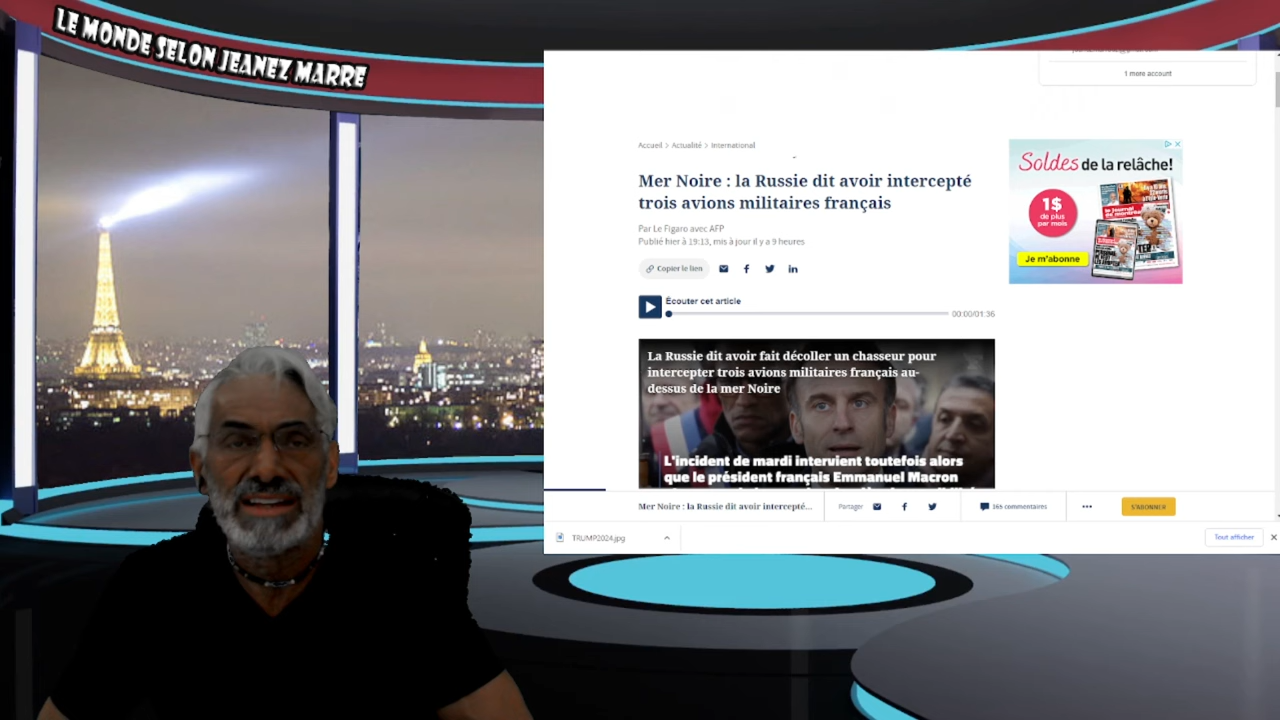 LE MONDE SELON JEANEZ MARRE
1 more account
Accueil > Actualité > International
Mer Noire : la Russie dit avoir intercepté
trois avions militaires français
Par Le Figaro avec AFP
Publié hier à 19:13, mis à jour il y a 9 heures
Copier le lien
Écouter cet article
00:00/01:36
La Russie dit avoir fait décoller un chasseur pour
intercepter trois avions militaires français au-
dessus de la mer Noire
L'incident de mardi intervient toutefois alors
que le président français Emmanuel Macron
Soldes de la relâche!
1$
de plus
par mois
Je m'abonne
Mer Noire : la Russie dit avoir intercepté...
Partager
165 commentaires
S'ABONNER
TRUMP2024.jpg
Tout afficher